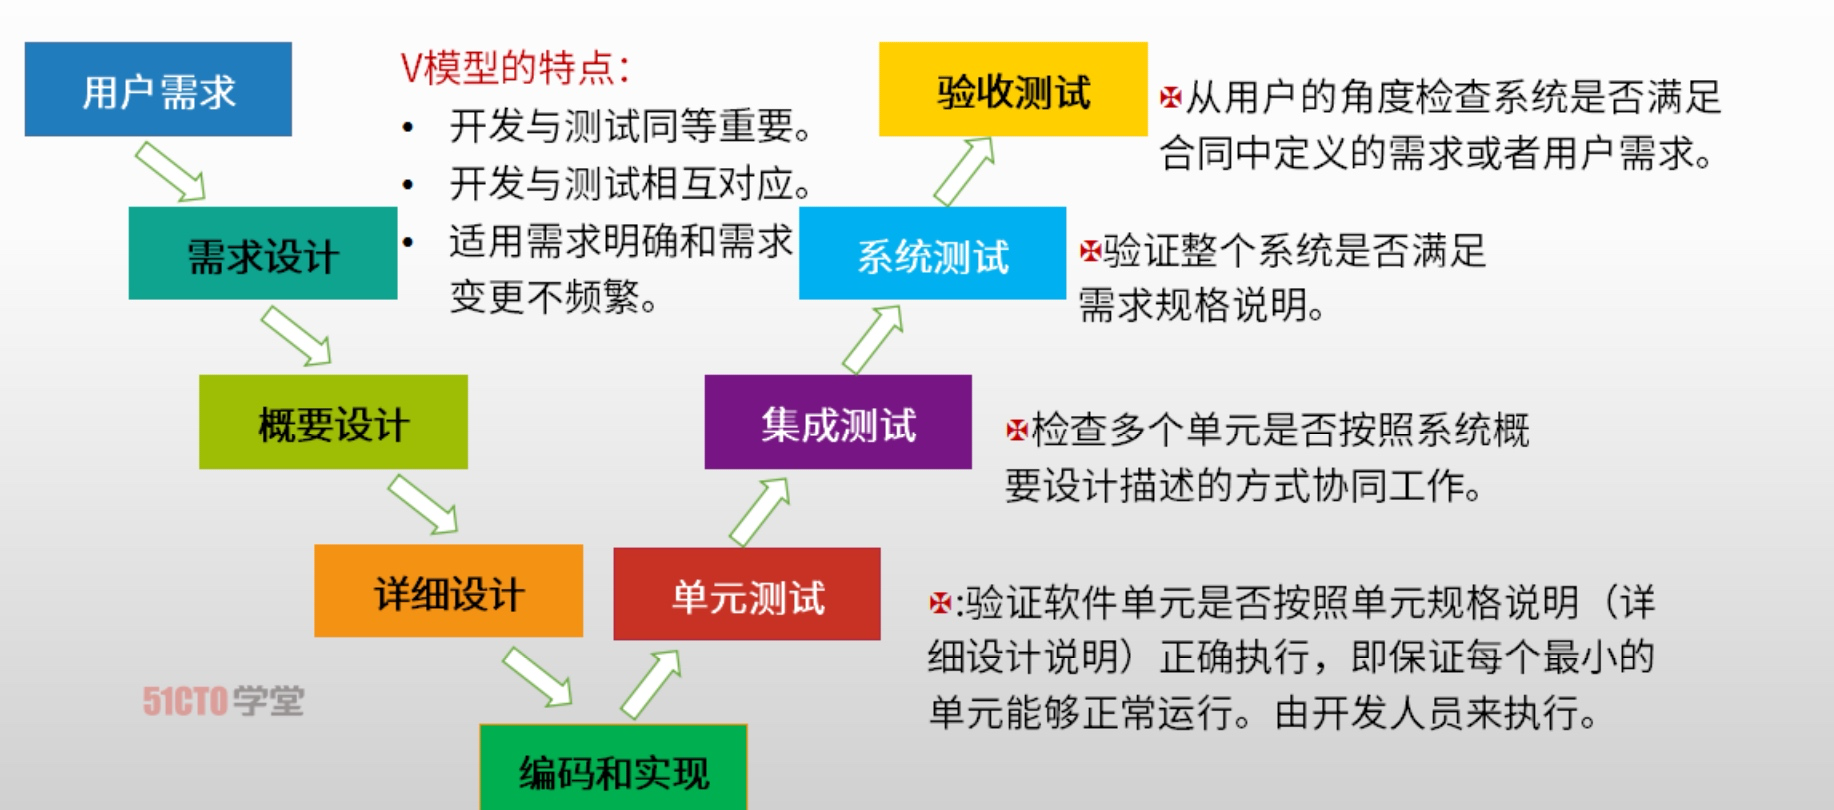 用户需求
V模型的特点：
• 开发与测试同等重要。
• 开发与测试相互对应。
• 适用需求明确和需求
变更不频繁。
验收测试
✠从用户的角度检查系统是否满足
合同中定义的需求或者用户需求。
需求设计
系统测试
✠验证整个系统是否满足
需求规格说明。
概要设计
集成测试
✠检查多个单元是否按照系统概
要设计描述的方式协同工作。
详细设计
单元测试
✠:验证软件单元是否按照单元规格说明（详
细设计说明）正确执行，即保证每个最小的
单元能够正常运行。由开发人员来执行。
51CTO学堂
编码和实现